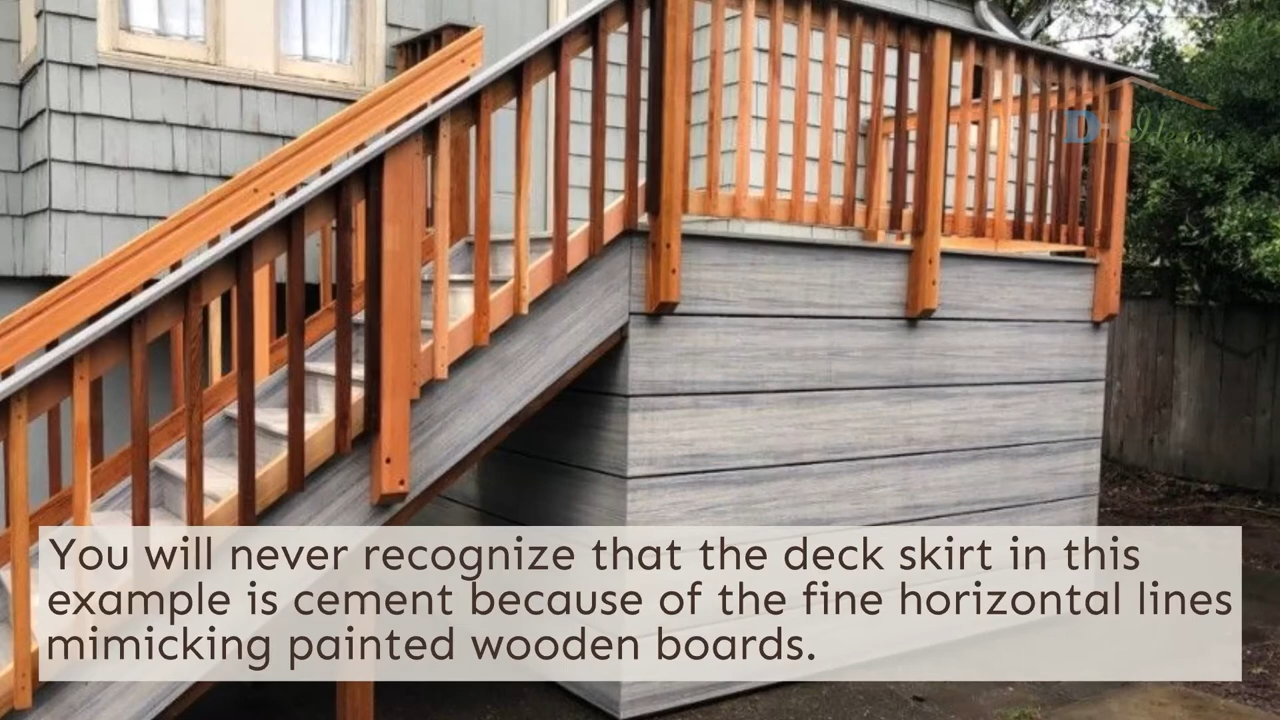 You will never recognize that the deck skirt in this
example is cement because of the fine horizontal lines
mimicking painted wooden boards.